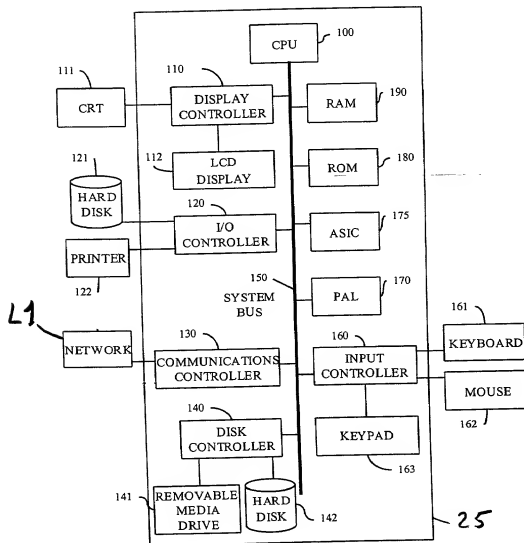 CPU
100
111
CRT
110
DISPLAY
CONTROLLER
RAM
190
121
HARD
DISK
112
LCD
DISPLAY
ROM
180
120
I/O
CONTROLLER
ASIC
175
PRINTER
122
150
SYSTEM
BUS
PAL
170
L1
NETWORK
130
COMMUNICATIONS
CONTROLLER
160
INPUT
CONTROLLER
161
KEYBOARD
MOUSE
162
140
DISK
CONTROLLER
KEYPAD
163
141
REMOVABLE
MEDIA
DRIVE
HARD
DISK
142
25